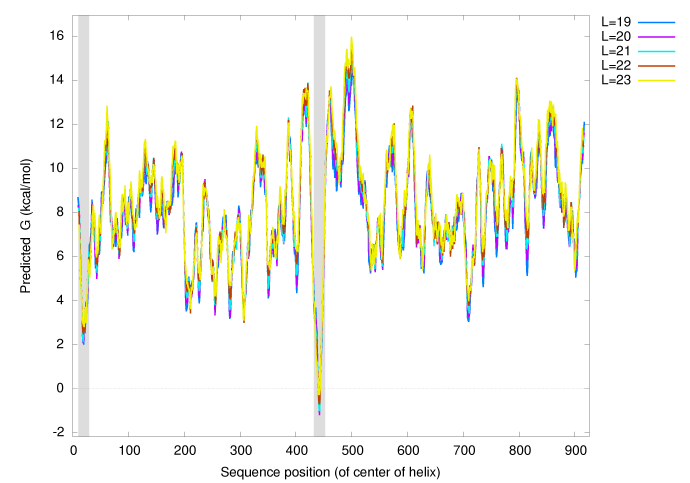 L=19
L=20
L=21
L=22
L=23
16
14
12
10
8
6
4
2
0
-2
Predicted G (kcal/mol)
0 100 200 300 400 500 600 700 800 900
Sequence position (of center of helix)